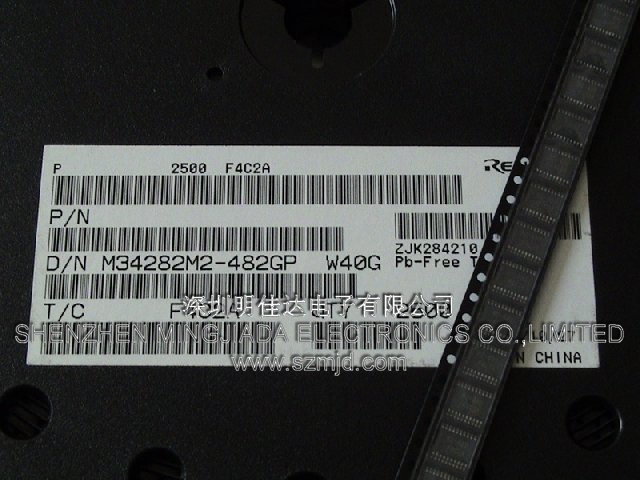 P 2500 F4C2A
P/N
ZJK284210
D/N M34282M2-482GP W40G Pb-Free
T/C 2500
深圳明佳达电子有限公司
SHENZHEN MINGJIADA ELECTRONICS CO.,LIMITED
www.szmjd.com
CHINA